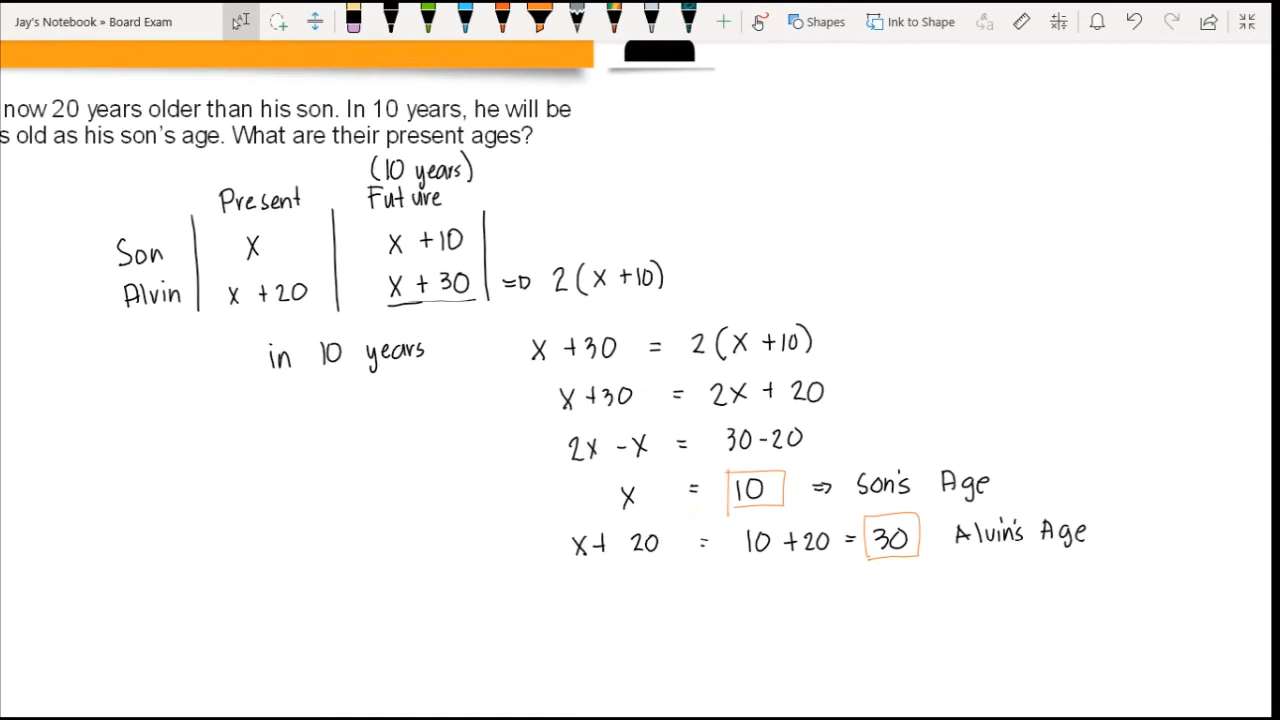 Jay's Notebook » Board Exam
Shapes
Ink to Shape
now 20 years older than his son. In 10 years, he will be
s old as his son's age. What are their present ages?
(10 years)
Present Future
Son x x + 10
Alvin x + 20 x + 30 => 2(x + 10)
in 10 years
x + 30 = 2(x + 10)
x + 30 = 2x + 20
2x - x = 30 - 20
x = 10 => Son's Age
x + 20 = 10 + 20 = 30 Alvin's Age